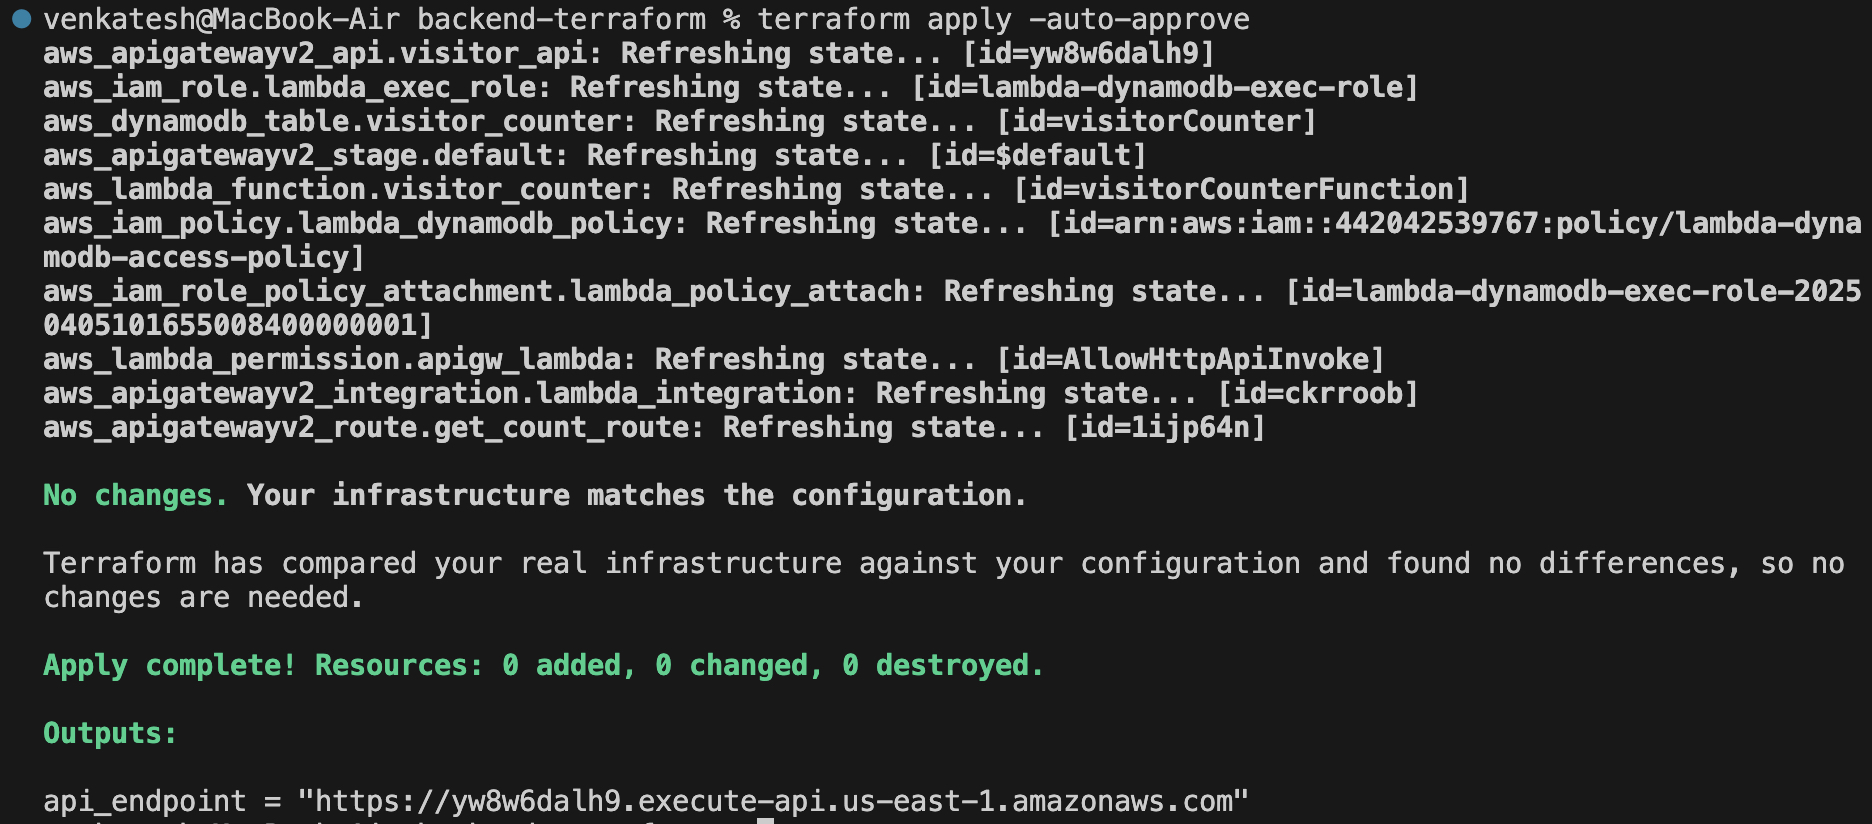 venkatesh@MacBook-Air backend-terraform % terraform apply -auto-approve
aws_apigatewayv2_api.visitor_api: Refreshing state... [id=yw8w6dalh9]
aws_iam_role.lambda_exec_role: Refreshing state... [id=lambda-dynamodb-exec-role]
aws_dynamodb_table.visitor_counter: Refreshing state... [id=visitorCounter]
aws_apigatewayv2_stage.default: Refreshing state... [id=$default]
aws_lambda_function.visitor_counter: Refreshing state... [id=visitorCounterFunction]
aws_iam_policy.lambda_dynamodb_policy: Refreshing state... [id=arn:aws:iam::442042539767:policy/lambda-dyna
modb-access-policy]
aws_iam_role_policy_attachment.lambda_policy_attach: Refreshing state... [id=lambda-dynamodb-exec-role-2025
0405101655008400000001]
aws_lambda_permission.apigw_lambda: Refreshing state... [id=AllowHttpApiInvoke]
aws_apigatewayv2_integration.lambda_integration: Refreshing state... [id=ckrroob]
aws_apigatewayv2_route.get_count_route: Refreshing state... [id=1ijp64n]
No changes. Your infrastructure matches the configuration.
Terraform has compared your real infrastructure against your configuration and found no differences, so no
changes are needed.
Apply complete! Resources: 0 added, 0 changed, 0 destroyed.
Outputs:
api_endpoint = "https://yw8w6dalh9.execute-api.us-east-1.amazonaws.com"